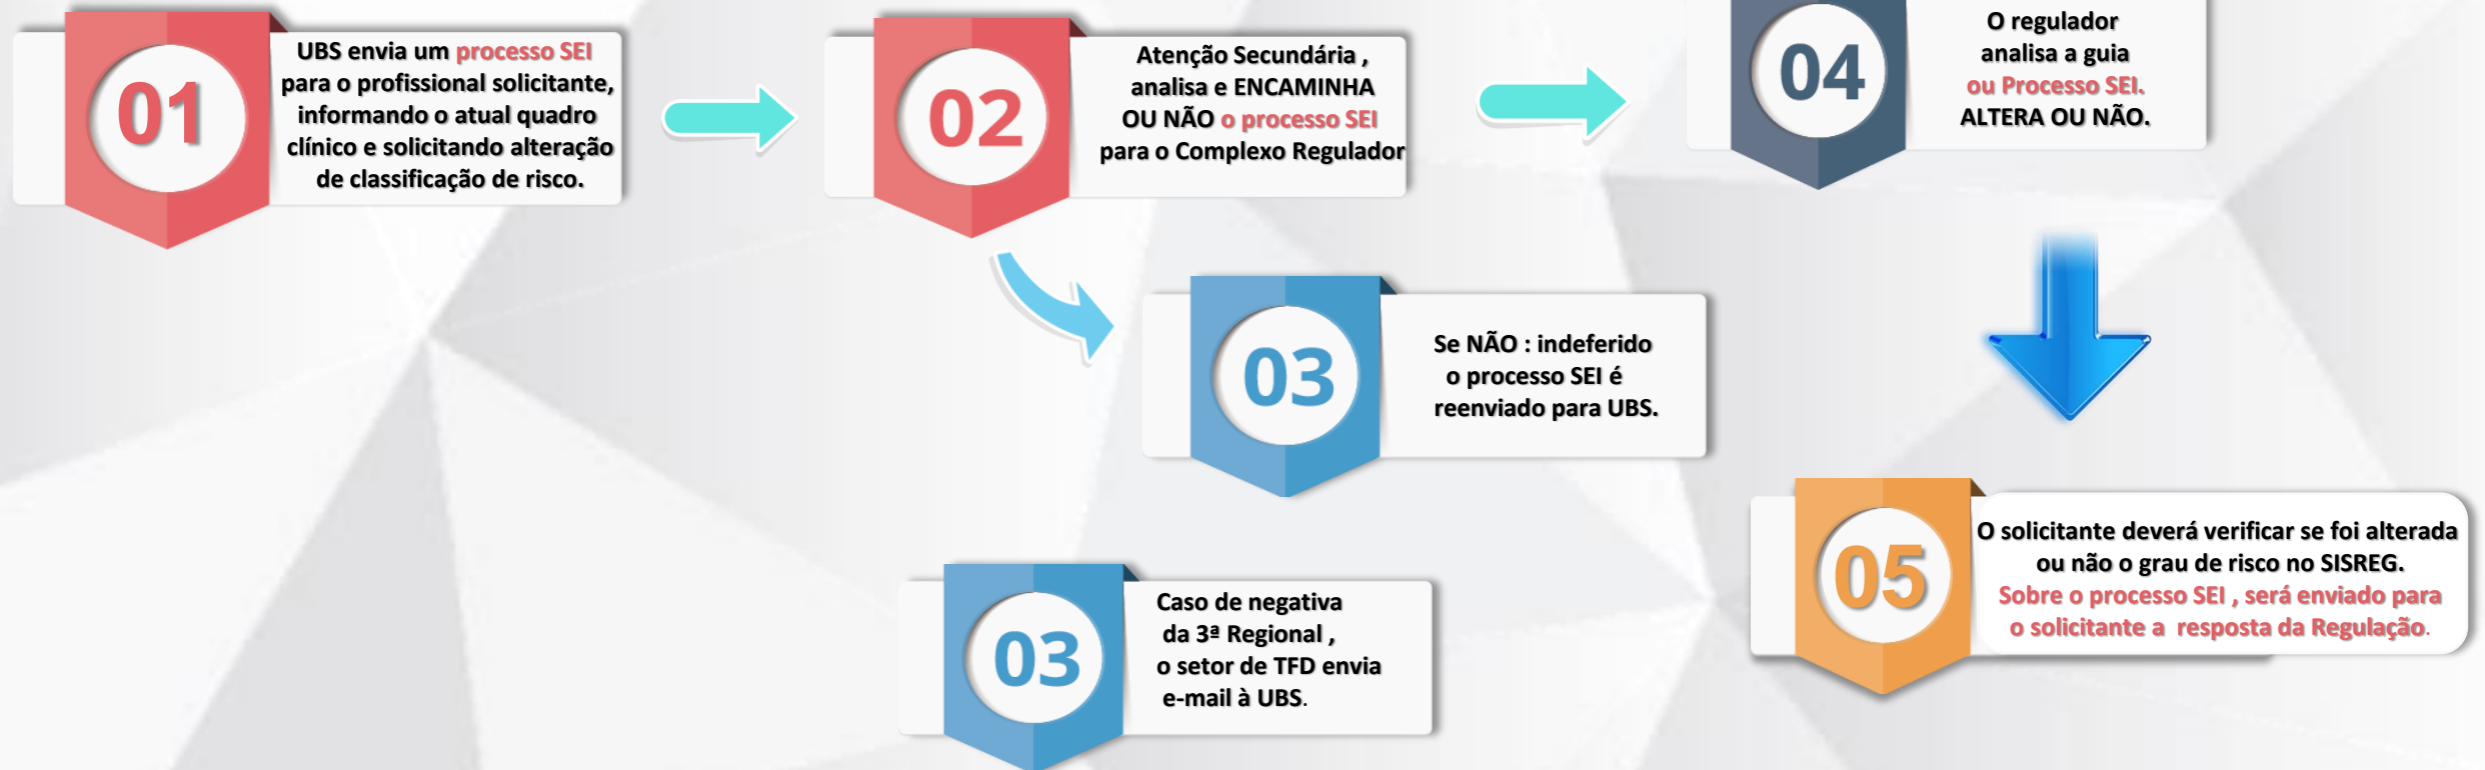 01
UBS envia um processo SEI
para o profissional solicitante,
informando o atual quadro
clínico e solicitando alteração
de classificação de risco.
02
Atenção Secundária ,
analisa e ENCAMINHA
OU NÃO o processo SEI
para o Complexo Regulador
04
O regulador
analisa a guia
ou Processo SEI.
ALTERA OU NÃO.
03
Se NÃO : indeferido
o processo SEI é
reenviado para UBS.
05
O solicitante deverá verificar se foi alterada
ou não o grau de risco no SISREG.
Sobre o processo SEI , será enviado para
o solicitante a resposta da Regulação.
03
Caso de negativa
da 3ª Regional ,
o setor de TFD envia
e-mail à UBS.